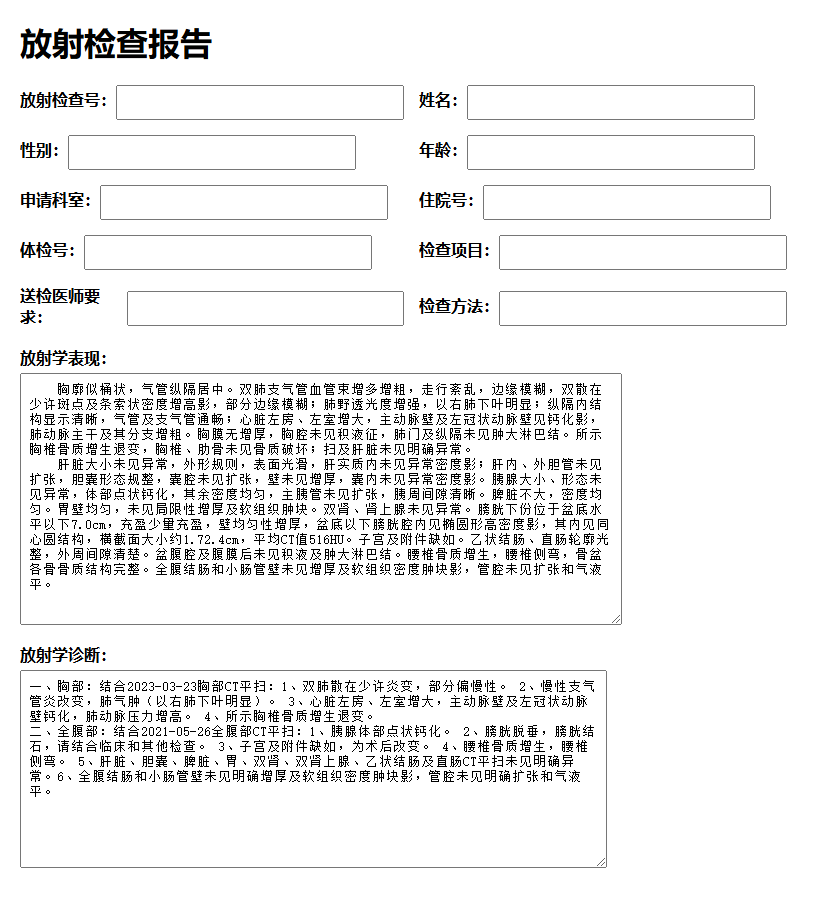 放射检查报告
放射检查号：
姓名：
性别：
年龄：
申请科室：
住院号：
体检号：
检查项目：
送检医师要
求：
检查方法：
放射学表现：
胸廓似桶状，气管纵隔居中。双肺支气管血管束增多增粗，走行紊乱，边缘模糊，双散在
少许斑点及条索状密度增高影，部分边缘模糊；肺野透光度增强，以右肺下叶明显；纵隔内结
构显示清晰，气管及支气管通畅；心脏左房、左室增大，主动脉壁及左冠状动脉壁见钙化影，
肺动脉主干及其分支增粗。胸膜无增厚，胸腔未见积液征，肺门及纵隔未见肿大淋巴结。所示
胸椎骨质增生退变，胸椎、肋骨未见骨质破坏；扫及肝脏未见明确异常。
肝脏大小未见异常，外形规则，表面光滑，肝实质内未见异常密度影；肝内、外胆管未见
扩张，胆囊形态规整，囊腔未见扩张，壁未见增厚，囊内未见异常密度影。胰腺大小、形态未
见异常，体部点状钙化，其余密度均匀，主胰管未见扩张，胰周间隙清晰。脾脏不大，密度均
匀。胃壁均匀，未见局限性增厚及软组织肿块。双肾、肾上腺未见异常。膀胱下份位于盆底水
平以下7.0cm，充盈少量充盈，壁均匀性增厚，盆底以下膀胱腔内见椭圆形高密度影，其内见同
心圆结构，横截面大小约1.72.4cm，平均CT值516HU。子宫及附件缺如。乙状结肠、直肠轮廓光
整，外周间隙清楚。盆腹腔及腹膜后未见积液及肿大淋巴结。腰椎骨质增生，腰椎侧弯，骨盆
各骨骨质结构完整。全腹结肠和小肠管壁未见增厚及软组织密度肿块影，管腔未见扩张和气液
平。
放射学诊断：
一、胸部：结合2023-03-23胸部CT平扫：1、双肺散在少许炎变，部分偏慢性。 2、慢性支气
管炎改变，肺气肿（以右肺下叶明显）。 3、心脏左房、左室增大，主动脉壁及左冠状动脉
壁钙化，肺动脉压力增高。 4、所示胸椎骨质增生退变。
二、全腹部：结合2021-05-26全腹部CT平扫：1、胰腺体部点状钙化。 2、膀胱脱垂，膀胱结
石，请结合临床和其他检查。 3、子宫及附件缺如，为术后改变。 4、腰椎骨质增生，腰椎
侧弯。 5、肝脏、胆囊、脾脏、胃、双肾、双肾上腺、乙状结肠及直肠CT平扫未见明确异
常。6、全腹结肠和小肠管壁未见明确增厚及软组织密度肿块影，管腔未见明确扩张和气液
平。